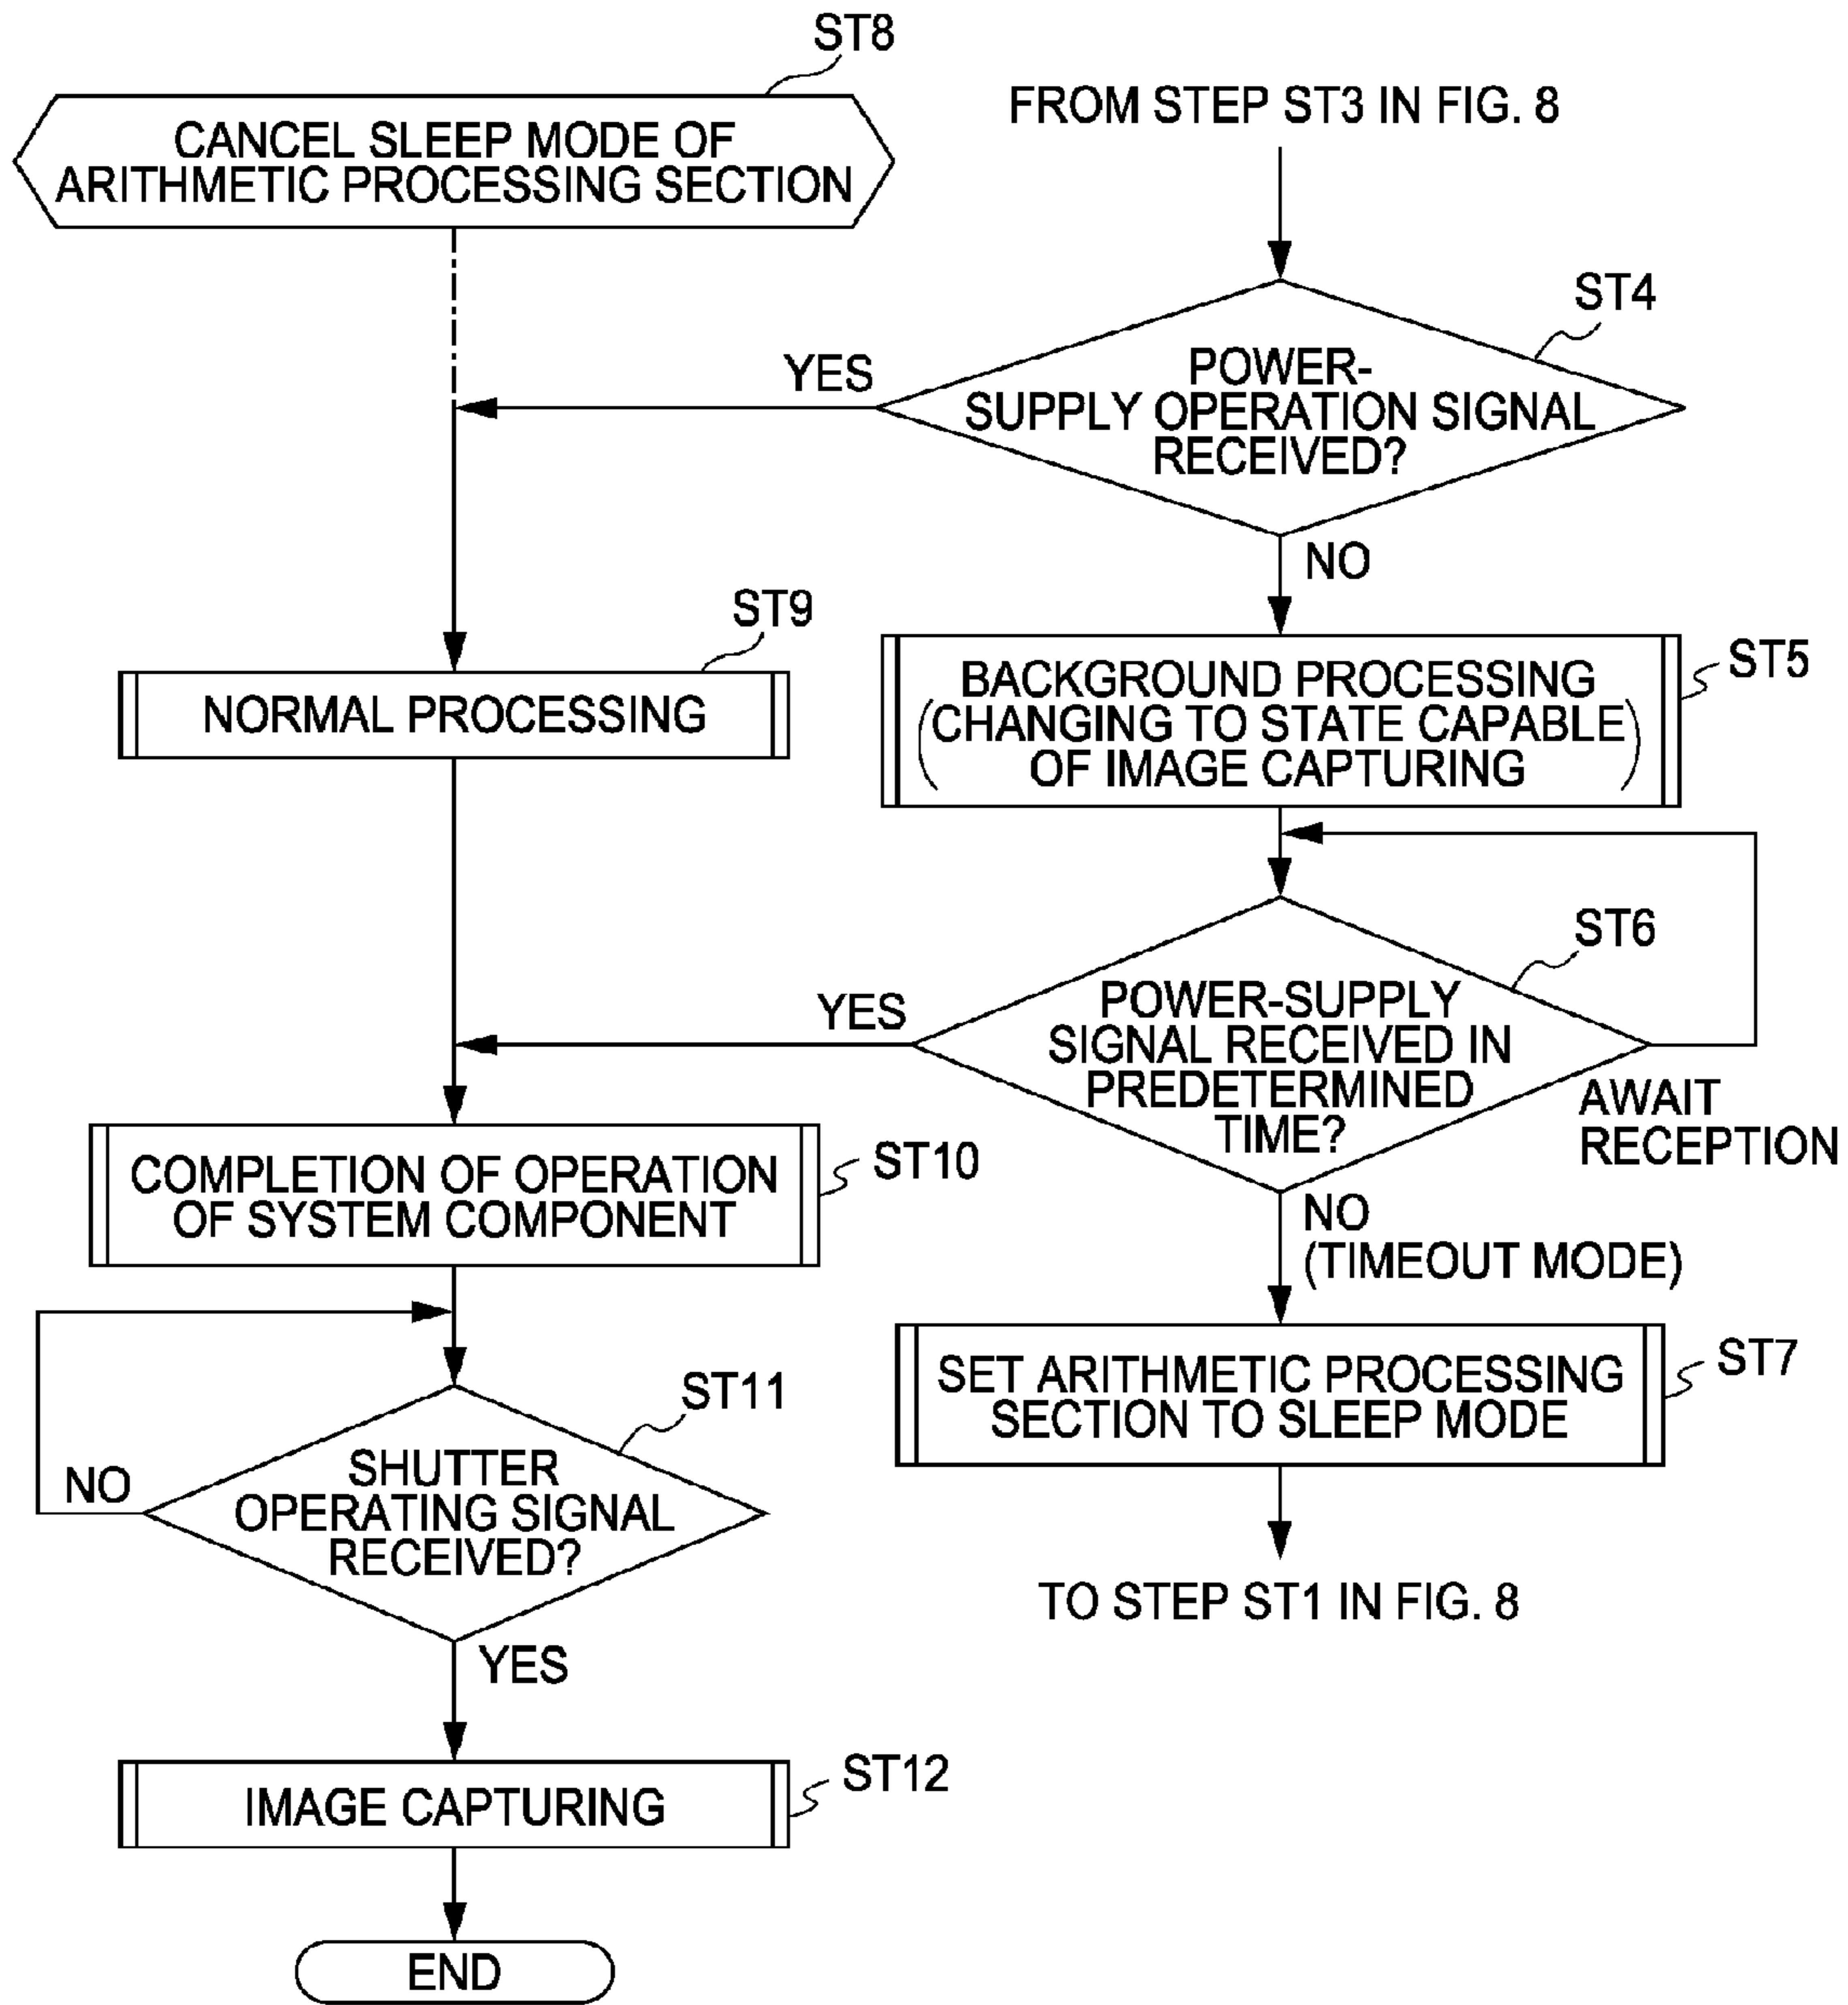 ST8
CANCEL SLEEP MODE OF
ARITHMETIC PROCESSING SECTION
FROM STEP ST3 IN FIG. 8
ST4
POWER-
SUPPLY OPERATION SIGNAL
RECEIVED?
YES
NO
ST9
NORMAL PROCESSING
ST5
BACKGROUND PROCESSING
(CHANGING TO STATE CAPABLE
OF IMAGE CAPTURING)
ST6
POWER-SUPPLY
SIGNAL RECEIVED IN
PREDETERMINED
TIME?
YES
AWAIT
RECEPTION
NO
(TIMEOUT MODE)
ST10
COMPLETION OF OPERATION
OF SYSTEM COMPONENT
ST7
SET ARITHMETIC PROCESSING
SECTION TO SLEEP MODE
TO STEP ST1 IN FIG. 8
ST11
SHUTTER
OPERATING SIGNAL
RECEIVED?
NO
YES
ST12
IMAGE CAPTURING
END